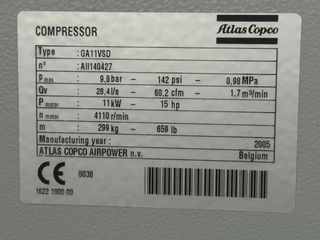 COMPRESSOR
Atlas Copco
Type : GA11VSD
n° : AII140427
P max : 9,8bar - 142 psi - 0.98 MPa
Qv : 28,4l/s - 60,2 cfm - 1,7m³/min
P motor : 11kW - 15 hp
n motor : 4110 r/min
m : 299kg - 659 lb
Manufacturing year : 2005
ATLAS COPCO AIRPOWER n.v. Belgium
CE 0038
1622 1900 00